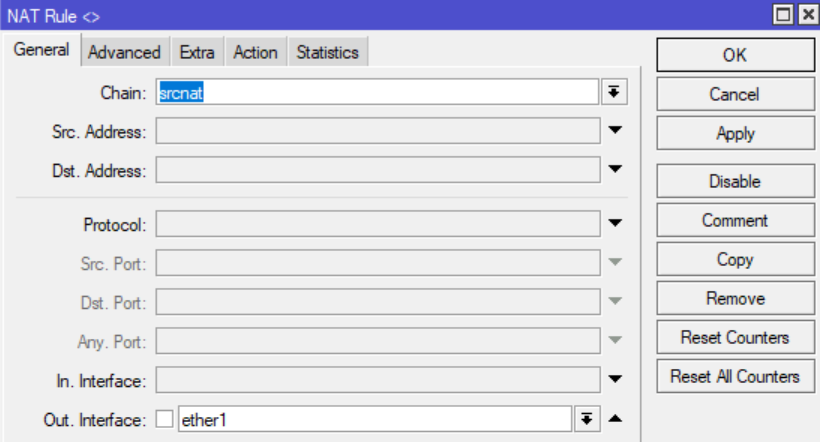 NAT Rule <>
General Advanced Extra Action Statistics
Chain: srcnat
Src. Address:
Dst. Address:
Protocol:
Src. Port:
Dst. Port:
Any. Port:
In. Interface:
Out. Interface: ether1
OK
Cancel
Apply
Disable
Comment
Copy
Remove
Reset Counters
Reset All Counters